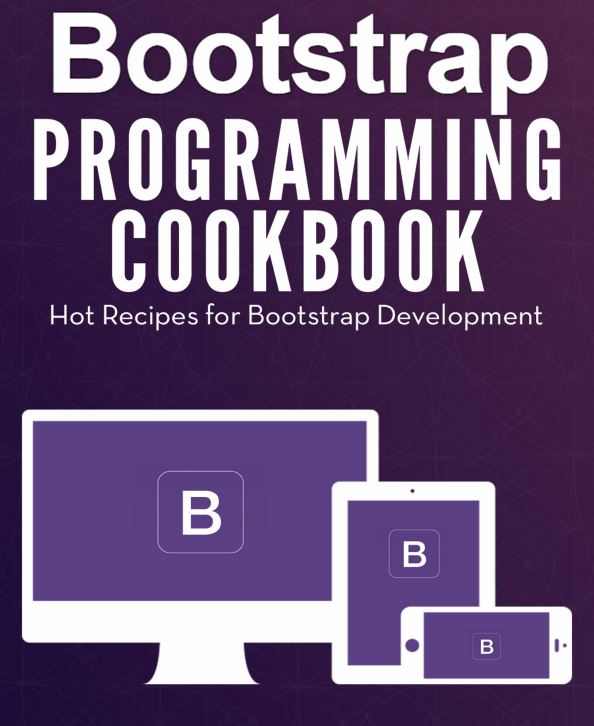 Bootstrap
PROGRAMMING
COOKBOOK
Hot Recipes for Bootstrap Development
B
B
B